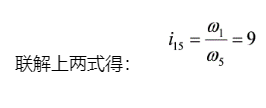 联解上两式得： i₁₅ = ω₁/ω₅ = 9